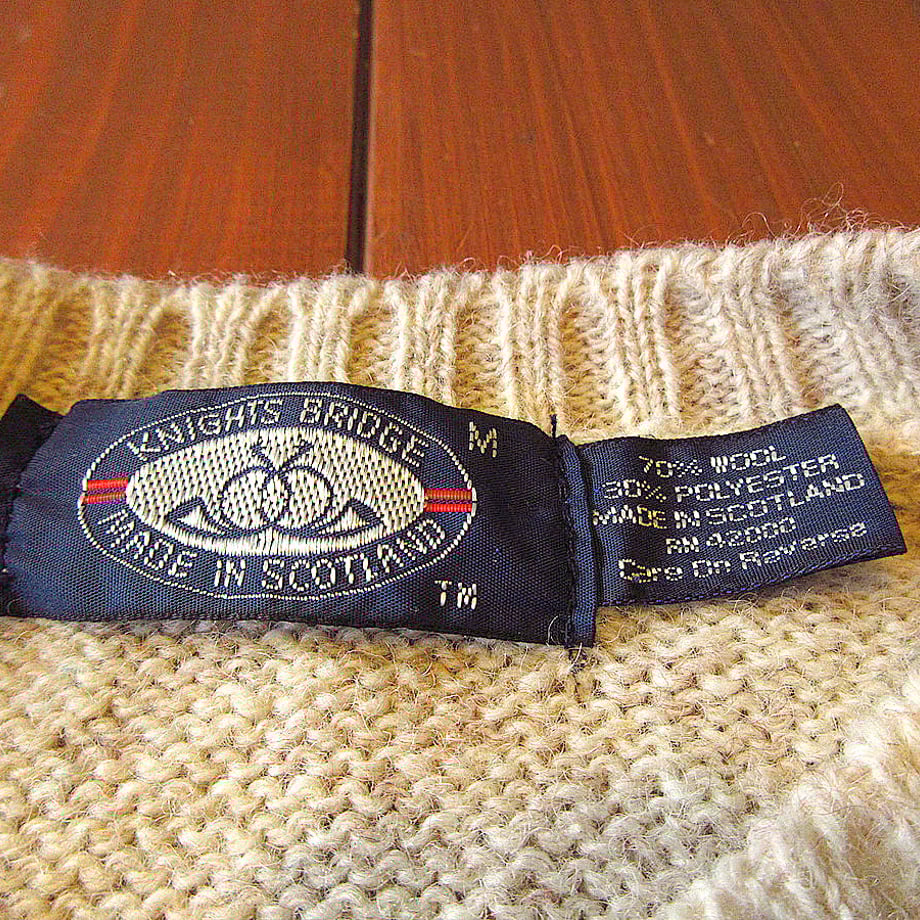 KNIGHTS BRIDGE
MADE IN SCOTLAND
M
TM
70% WOOL
30% POLYESTER
MADE IN SCOTLAND
RN 42000
Care On Reverse